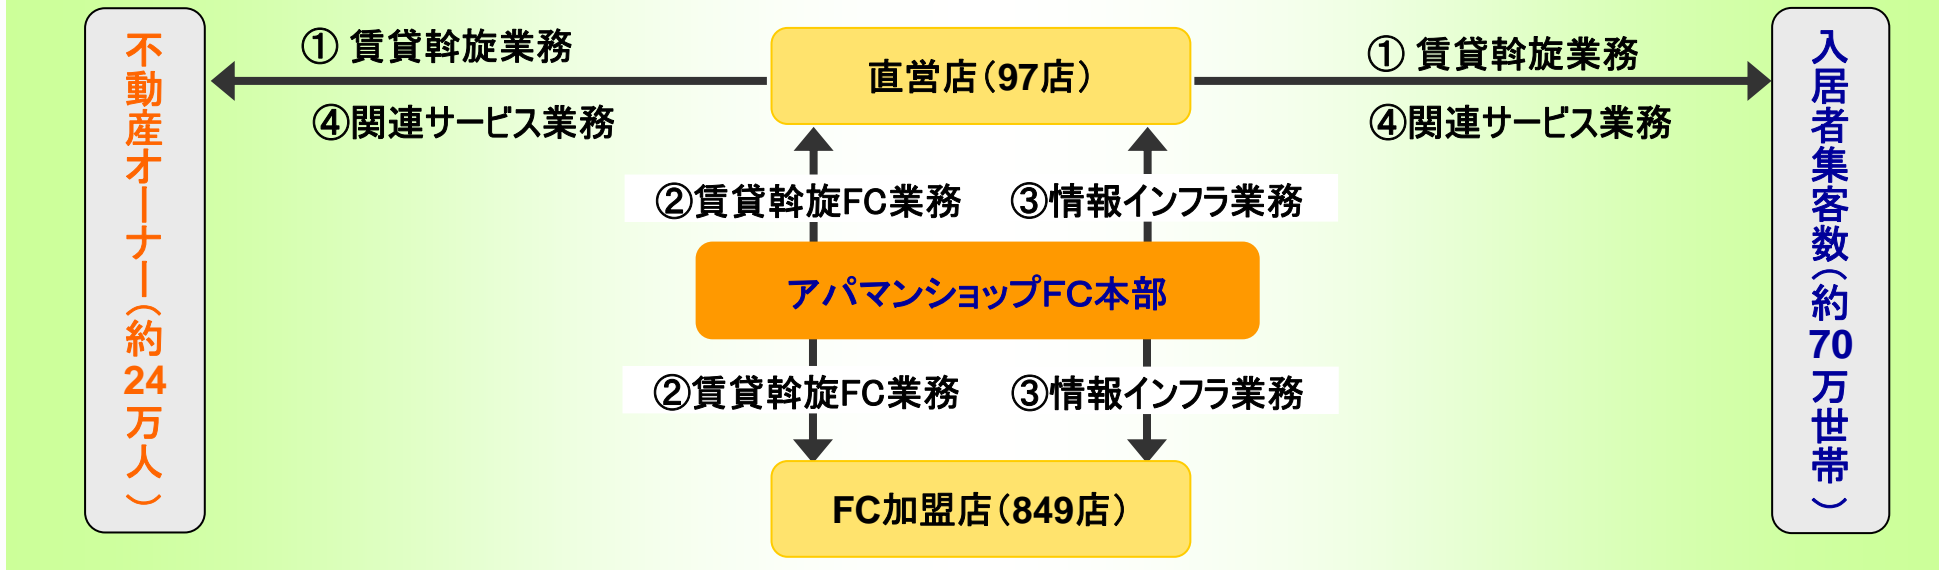 不動産オーナー(約24万人)
① 賃貸斡旋業務
④関連サービス業務
直営店(97店)
① 賃貸斡旋業務
④関連サービス業務
②賃貸斡旋FC業務
③情報インフラ業務
アパマンショップFC本部
②賃貸斡旋FC業務
③情報インフラ業務
FC加盟店(849店)
入居者集客数(約70万世帯)